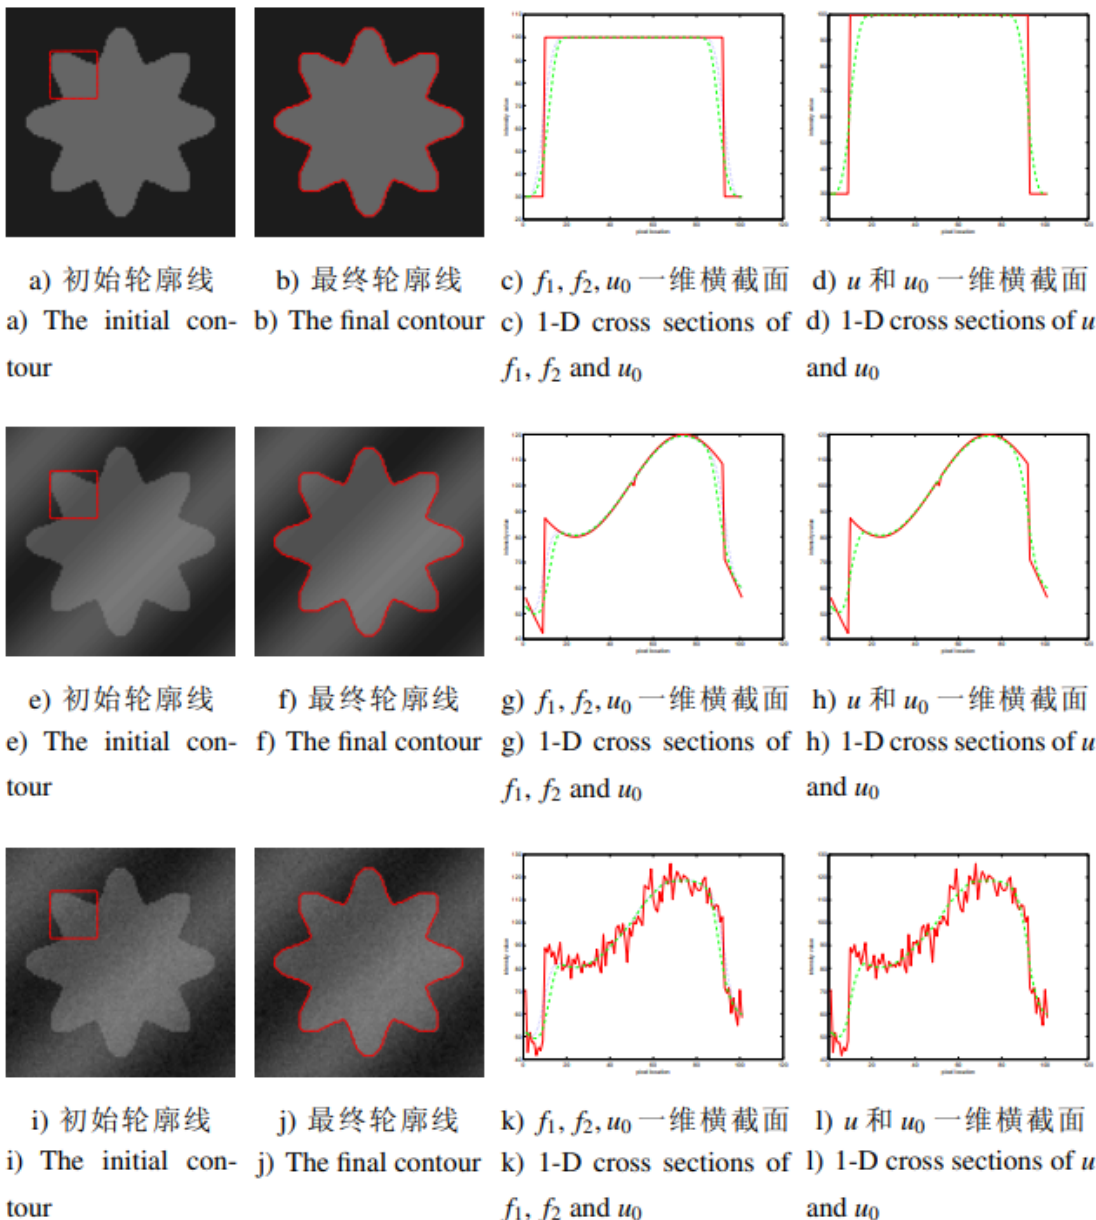 a) 初始轮廓线
b) 最终轮廓线
c) f1, f2, u0 一维横截面
d) u 和 u0 一维横截面
a) The initial con-
tour
b) The final contour
c) 1-D cross sections of
f1, f2 and u0
d) 1-D cross sections of u
and u0
e) 初始轮廓线
f) 最终轮廓线
g) f1, f2, u0 一维横截面
h) u 和 u0 一维横截面
e) The initial con-
tour
f) The final contour
g) 1-D cross sections of
f1, f2 and u0
h) 1-D cross sections of u
and u0
i) 初始轮廓线
j) 最终轮廓线
k) f1, f2, u0 一维横截面
l) u 和 u0 一维横截面
i) The initial con-
tour
j) The final contour
k) 1-D cross sections of
f1, f2 and u0
l) 1-D cross sections of u
and u0